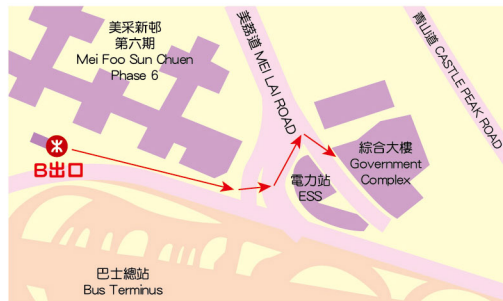 美孚新邨
第六期
Mei Foo Sun Chuen
Phase 6
美荔道 MEI LAI ROAD
青山道 CASTLE PEAK ROAD
B出口
電力站
ESS
綜合大樓
Government
Complex
巴士總站
Bus Terminus